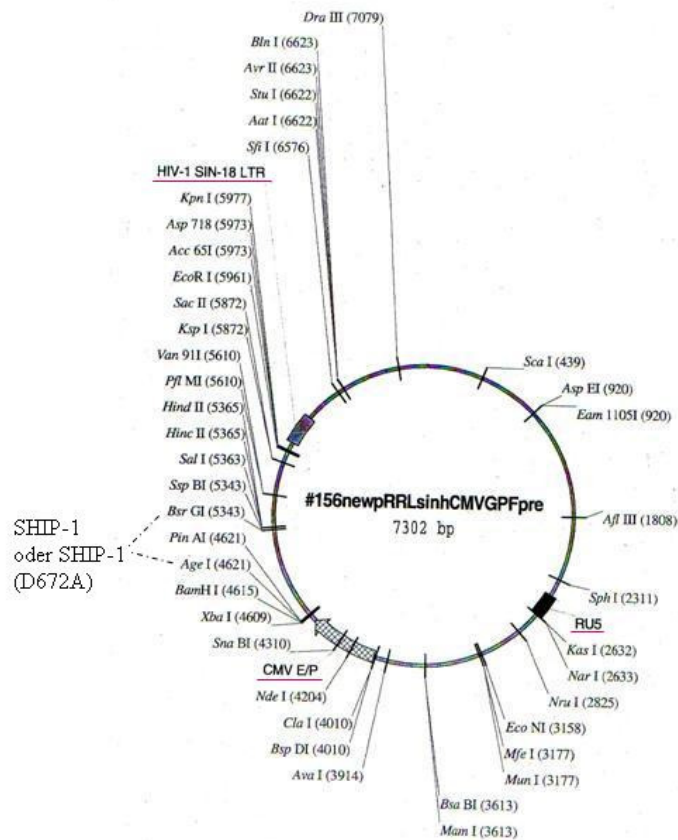 Dra III (7079)
Bln I (6623)
Avr II (6623)
Stu I (6622)
Aat I (6622)
Sfi I (6576)
HIV-1 SIN-18 LTR
Kpn I (5977)
Asp 718 (5973)
Acc 65I (5973)
EcoR I (5961)
Sac II (5872)
Ksp I (5872)
Van 91I (5610)
Pfl MI (5610)
Hind II (5365)
Hinc II (5365)
Sal I (5363)
Ssp BI (5343)
Bsr GI (5343)
Pin AI (4621)
Age I (4621)
BamH I (4615)
Xba I (4609)
Sna BI (4310)
CMV E/P
Nde I (4204)
Cla I (4010)
Bsp DI (4010)
Ava I (3914)
SHIP-1
oder SHIP-1
(D672A)
#156newpRRLsinhCMVGPFpre
7302 bp
Sca I (439)
Asp EI (920)
Eam 1105I (920)
Afl III (1808)
Sph I (2311)
RU5
Kas I (2632)
Nar I (2633)
Nru I (2825)
Eco NI (3158)
Mfe I (3177)
Mun I (3177)
Bsa BI (3613)
Mam I (3613)